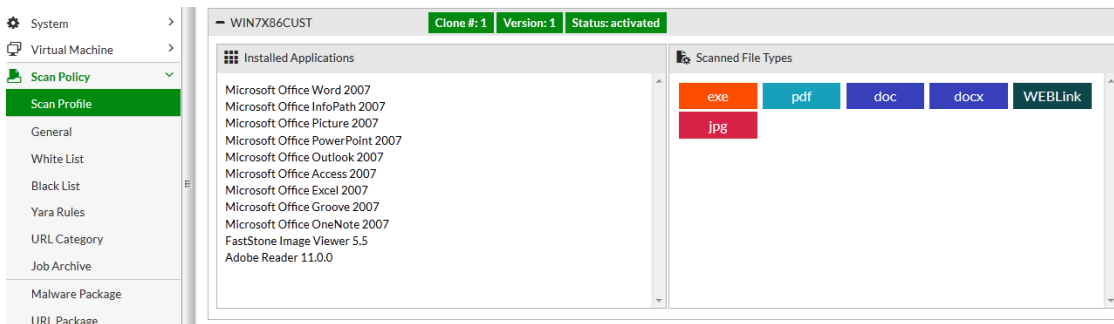 System
Virtual Machine
Scan Policy
Scan Profile
General
White List
Black List
Yara Rules
URL Category
Job Archive
Malware Package
URL Package
WIN7X86CUST Clone #: 1 Version: 1 Status: activated
Installed Applications
Microsoft Office Word 2007
Microsoft Office InfoPath 2007
Microsoft Office Picture 2007
Microsoft Office PowerPoint 2007
Microsoft Office Outlook 2007
Microsoft Office Access 2007
Microsoft Office Excel 2007
Microsoft Office Groove 2007
Microsoft Office OneNote 2007
FastStone Image Viewer 5.5
Adobe Reader 11.0.0
Scanned File Types
exe pdf doc docx WEBLink
jpg